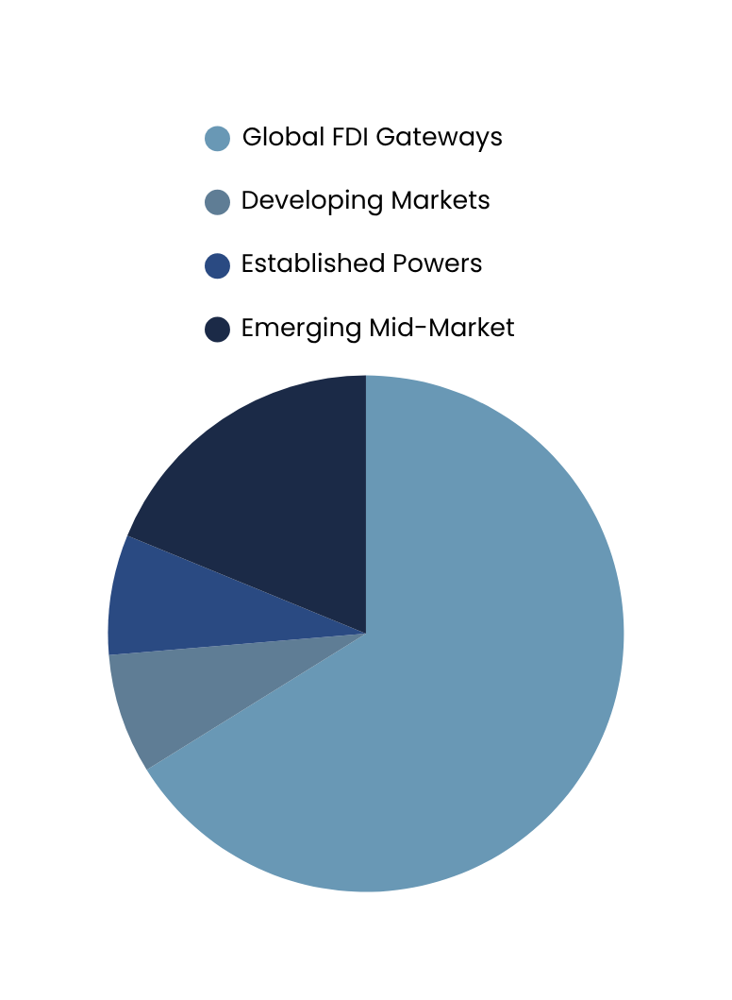 Global FDI Gateways
Developing Markets
Established Powers
Emerging Mid-Market